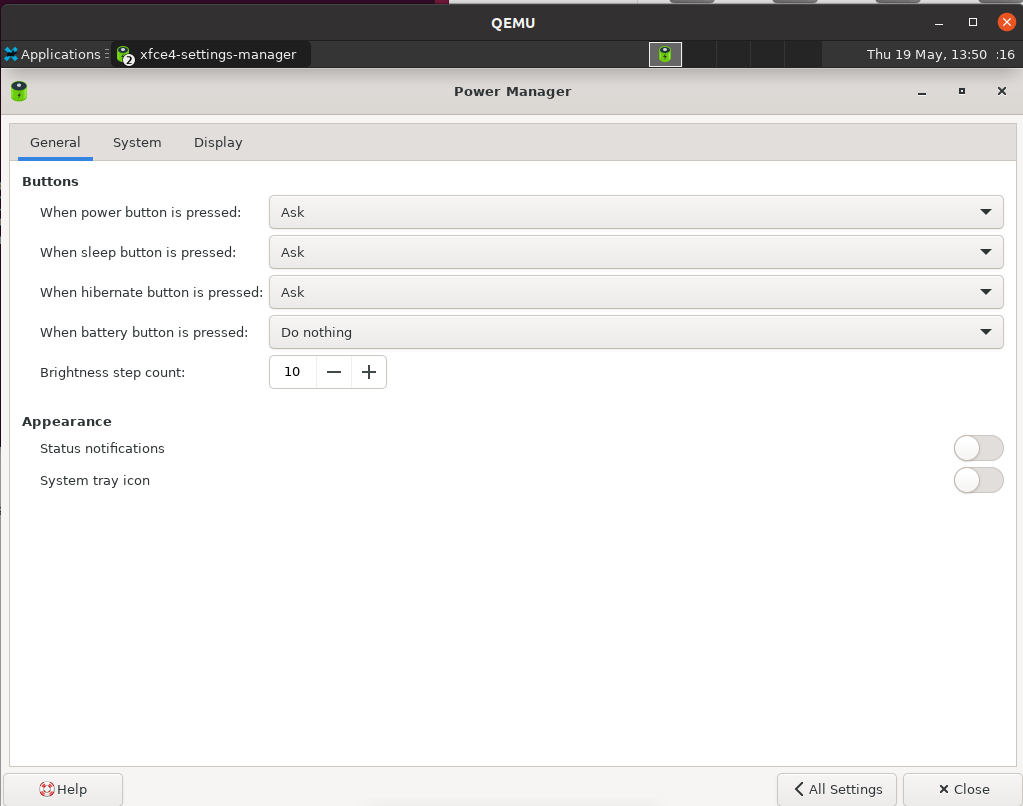 QEMU
Applications xfce4-settings-manager Thu 19 May, 13:50 :16
2
Power Manager
General System Display
Buttons
When power button is pressed: Ask
When sleep button is pressed: Ask
When hibernate button is pressed: Ask
When battery button is pressed: Do nothing
Brightness step count: 10
Appearance
Status notifications
System tray icon
Help All Settings Close